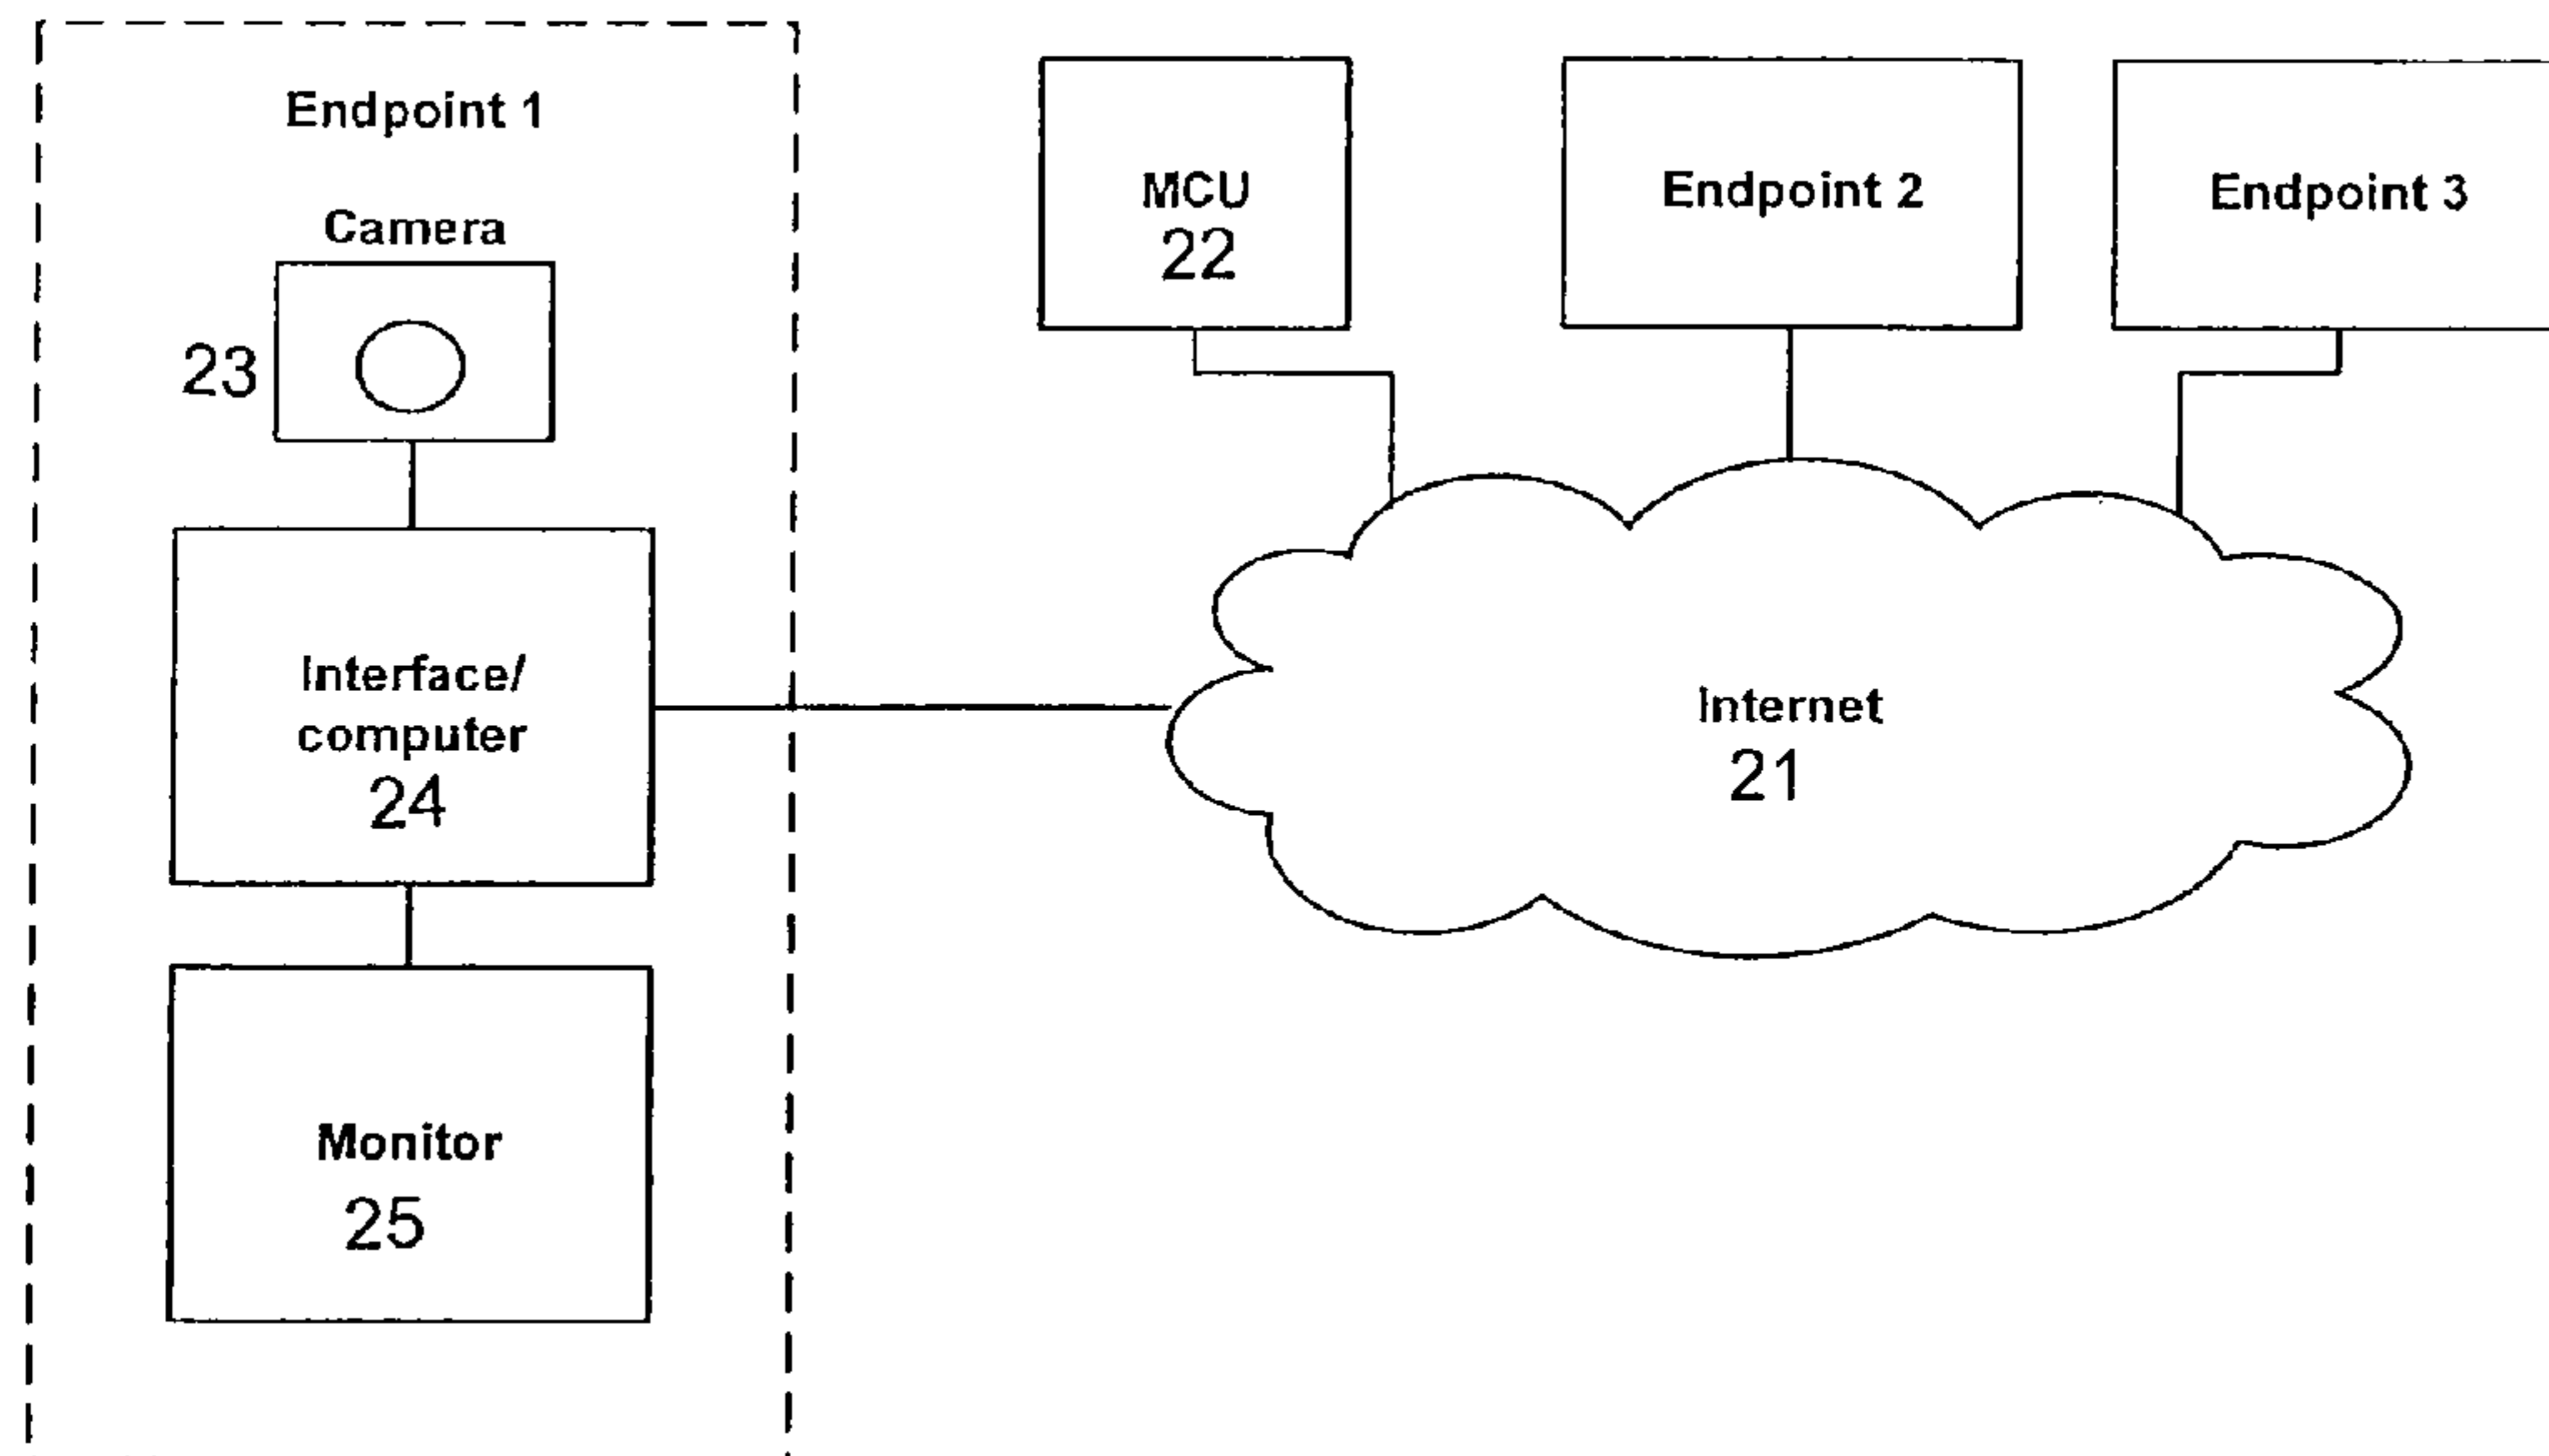 Endpoint 1
Camera
23
Interface/
computer
24
Monitor
25
MCU
22
Endpoint 2
Endpoint 3
Internet
21